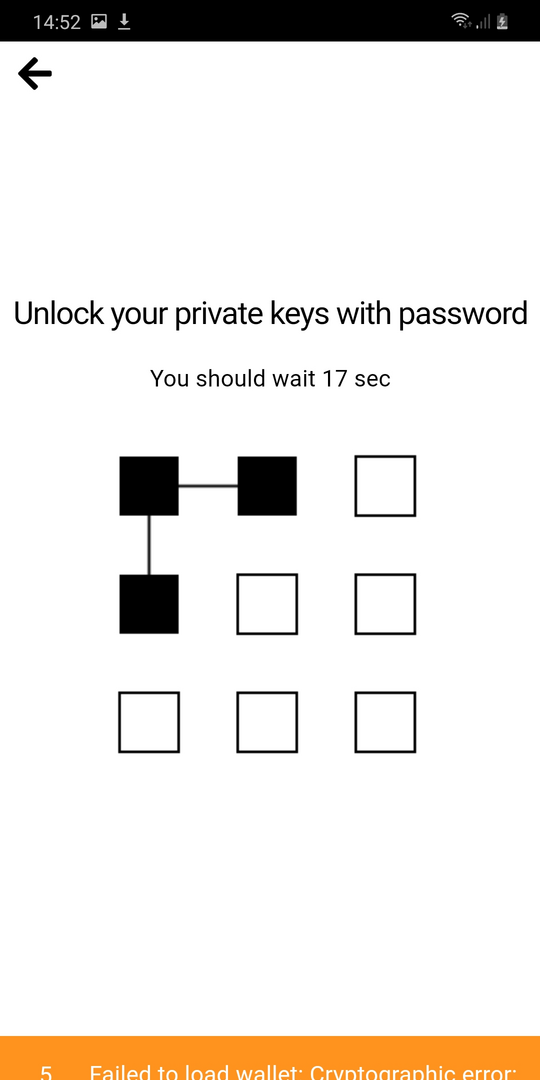 14:52
Unlock your private keys with password
You should wait 17 sec
5 Failed to load wallet: Cryptographic error: